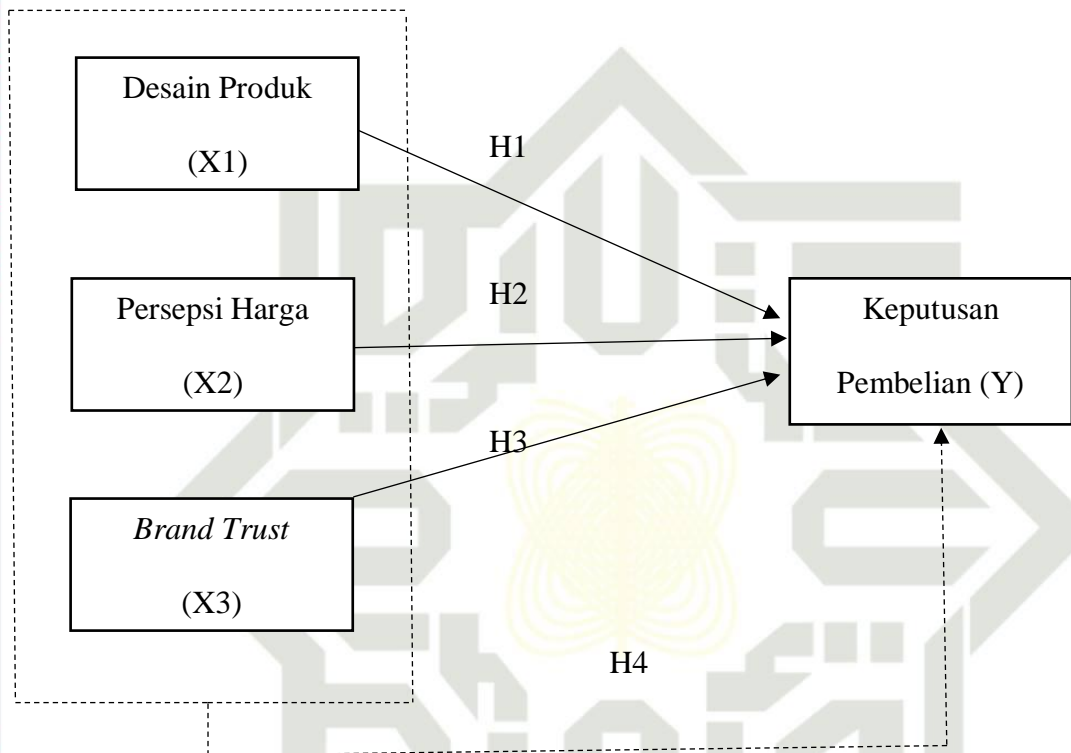 Desain Produk
(X1)
H1
Persepsi Harga
(X2)
H2
Keputusan
Pembelian (Y)
H3
Brand Trust
(X3)
H4